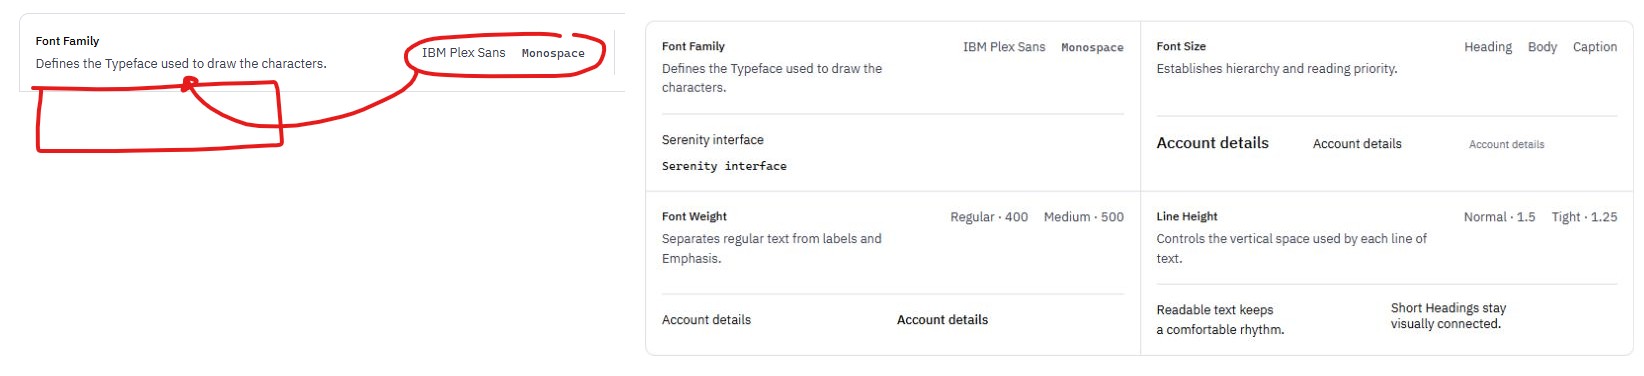 Font Family
IBM Plex Sans Monospace
Defines the Typeface used to draw the characters.
Font Family
IBM Plex Sans Monospace
Defines the Typeface used to draw the
characters.
Serenity interface
Serenity interface
Font Size
Heading Body Caption
Establishes hierarchy and reading priority.
Account details Account details Account details
Font Weight
Regular · 400 Medium · 500
Separates regular text from labels and
Emphasis.
Account details Account details
Line Height
Normal · 1.5 Tight · 1.25
Controls the vertical space used by each line of
text.
Readable text keeps
a comfortable rhythm.
Short Headings stay
visually connected.